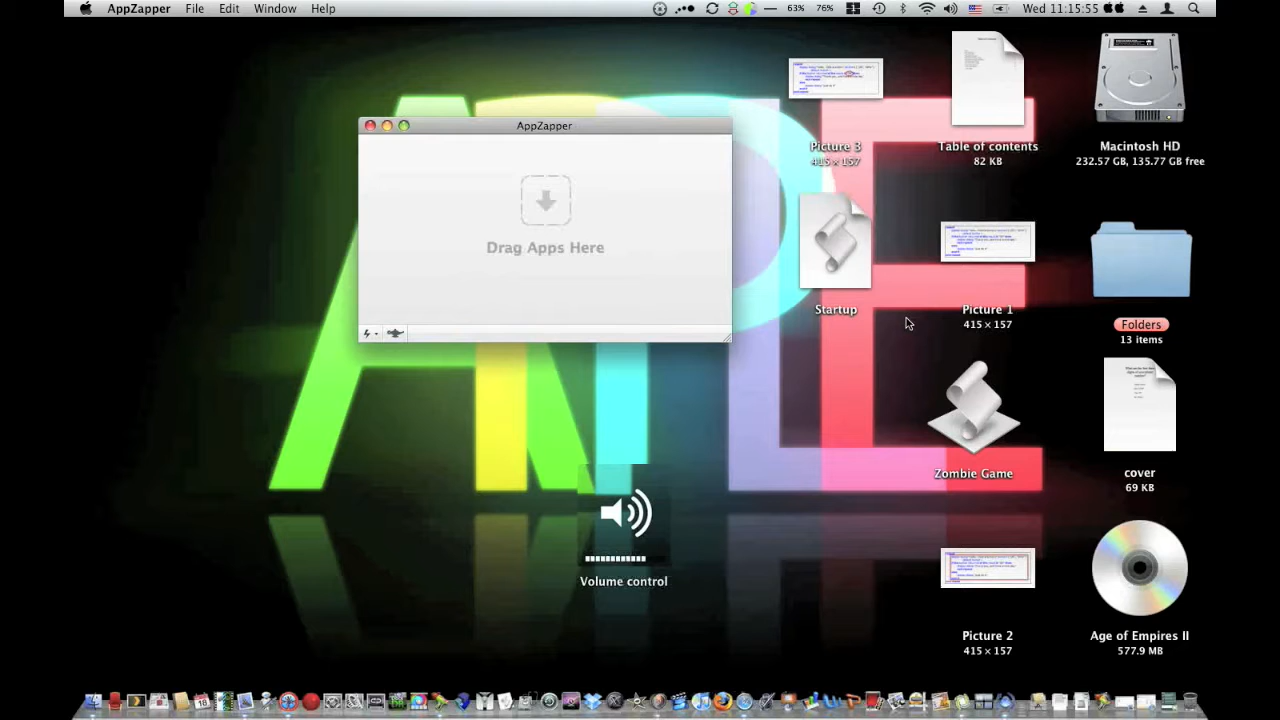 AppZapper File Edit Window Help 63% 76% Wed 11:15:55
AppZapper
Drag Apps Here
Picture 3
415 × 157
Table of contents
82 KB
Macintosh HD
232.57 GB, 135.77 GB free
Startup
Picture 1
415 × 157
Folders
13 items
Zombie Game
cover
69 KB
Volume control
Picture 2
415 × 157
Age of Empires II
577.9 MB